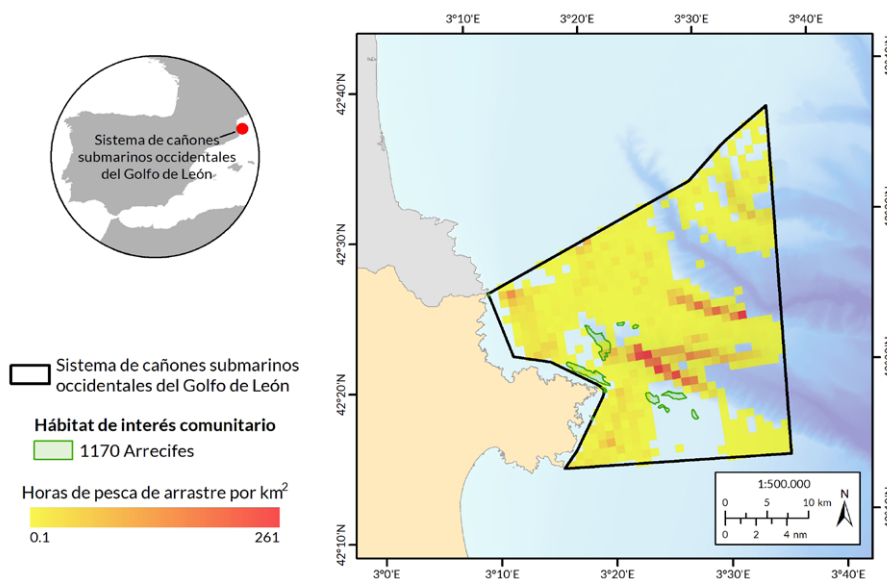 3°10'E 3°20'E 3°30'E 3°40'E
Sistema de cañones
submarinos occidentales
del Golfo de León
Sistema de cañones submarinos
occidentales del Golfo de León
Hábitat de interés comunitario
1170 Arrecifes
Horas de pesca de arrastre por km²
0.1 261
42°40'N
42°30'N
42°20'N
42°10'N
1:500.000
0 5 10 km
0 2 4 nm
N
3°0'E 3°10'E 3°20'E 3°30'E 3°40'E